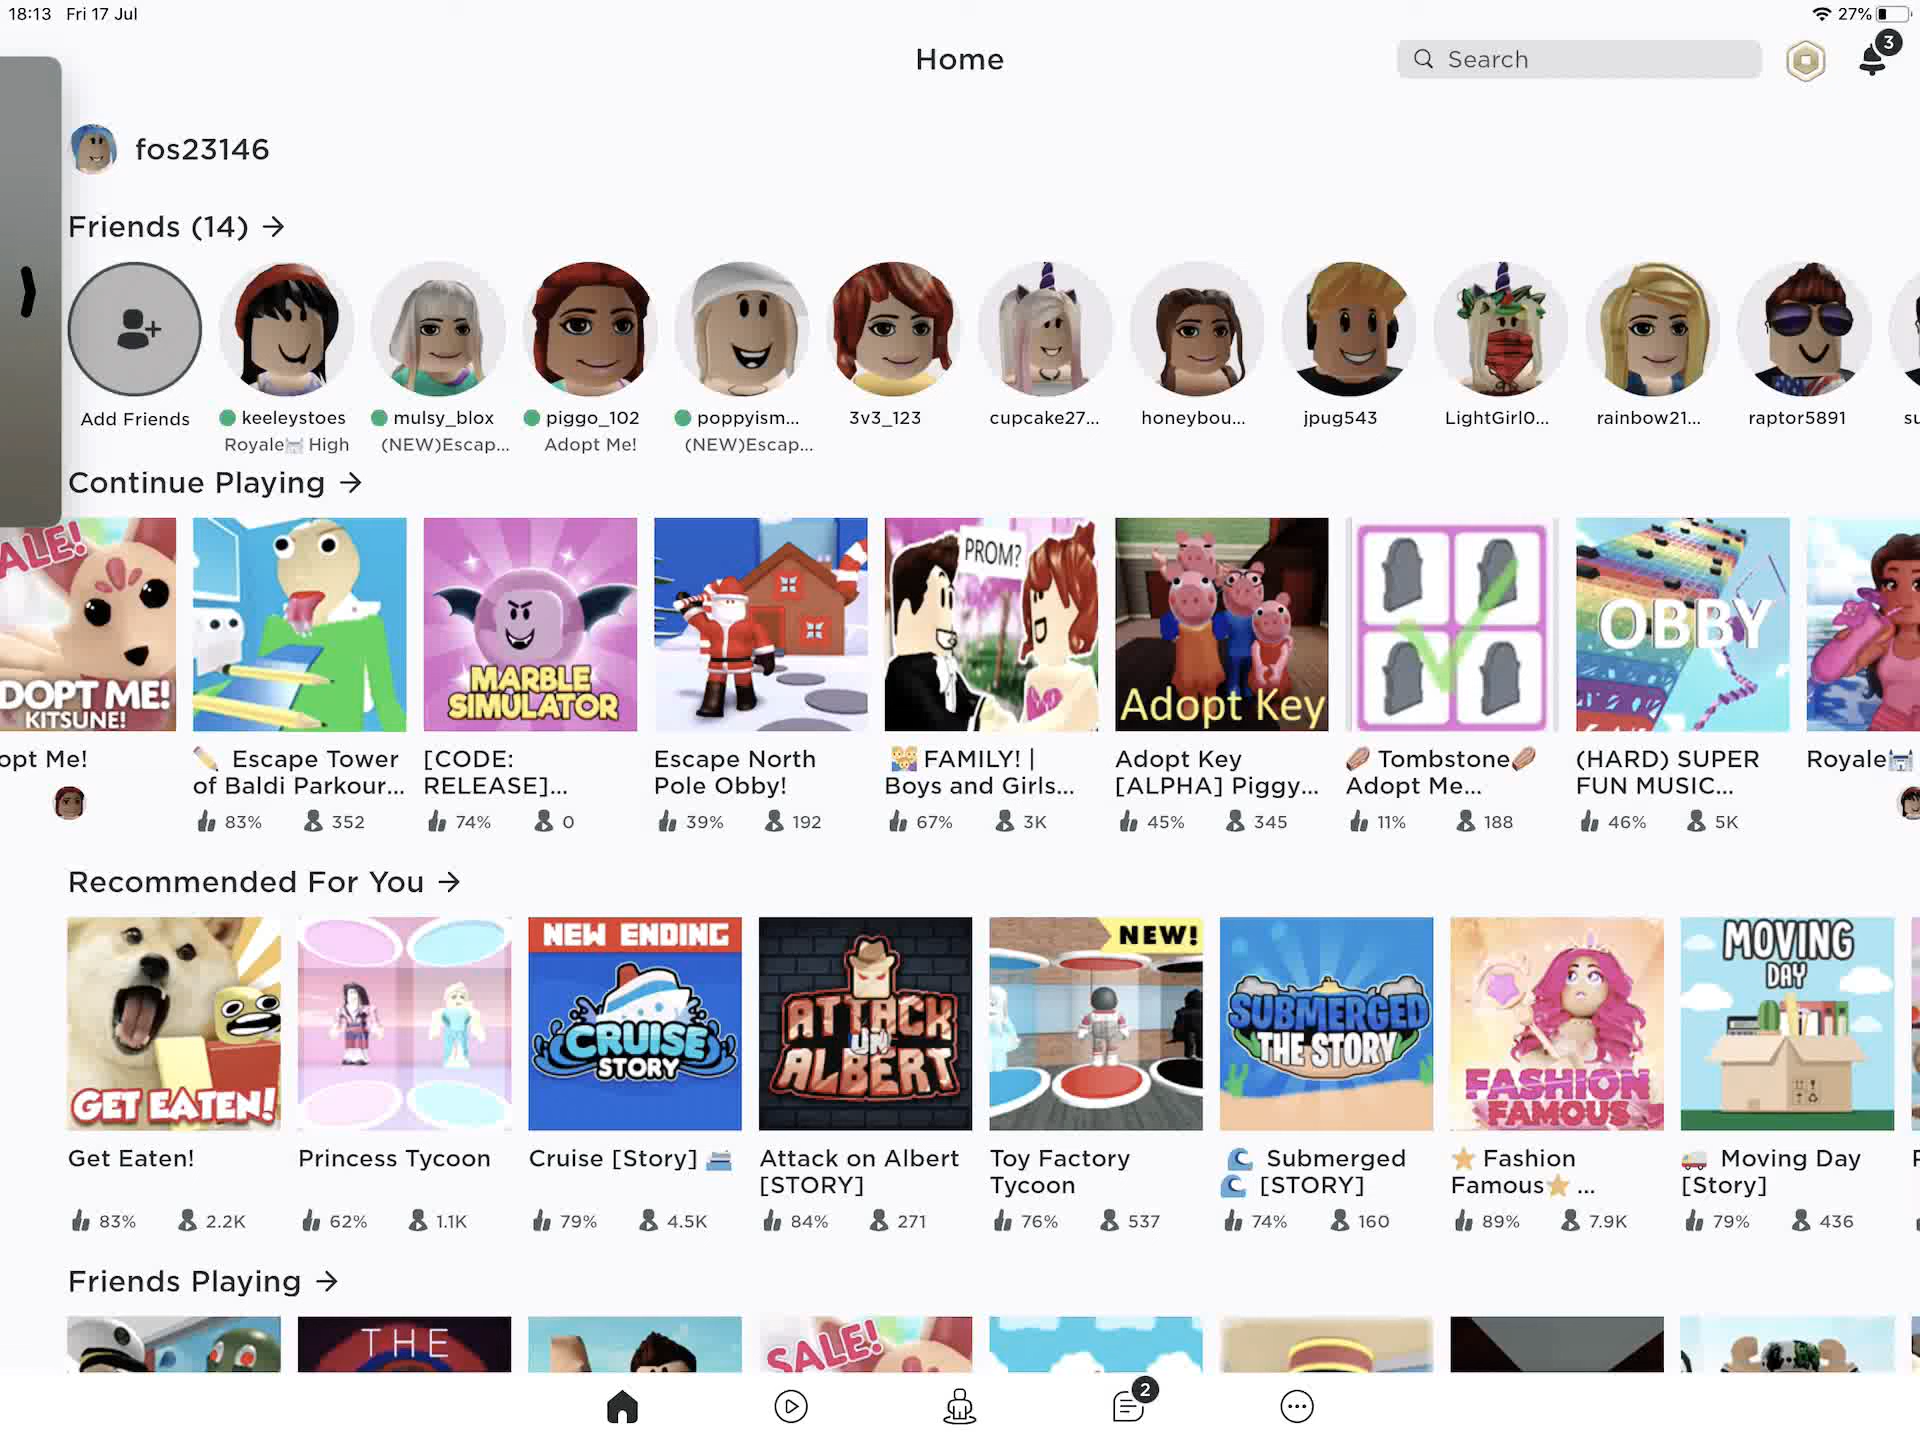 18:13 Fri 17 Jul
27%
Home
Search
3
fos23146
Friends (14) →
Add Friends
keeleystoes
Royale High
mulsy_blox
(NEW)Escap...
piggo_102
Adopt Me!
poppyism...
(NEW)Escap...
3v3_123
cupcake27...
honeybou...
jpug543
LightGirl0...
rainbow21...
raptor5891
su
Continue Playing →
ALE!
DOPT ME!
KITSUNE!
MARBLE
SIMULATOR
PROM?
Adopt Key
OBBY
opt Me!
✏️ Escape Tower
of Baldi Parkour...
83% 352
[CODE:
RELEASE]...
74% 0
Escape North
Pole Obby!
39% 192
FAMILY! |
Boys and Girls...
67% 3K
Adopt Key
[ALPHA] Piggy...
45% 345
Tombstone
Adopt Me...
11% 188
(HARD) SUPER
FUN MUSIC...
46% 5K
Royale
Recommended For You →
GET EATEN!
NEW ENDING
CRUISE
STORY
ATTACK
ON
ALBERT
NEW!
SUBMERGED
THE STORY
FASHION
FAMOUS
MOVING
DAY
Get Eaten!
83% 2.2K
Princess Tycoon
62% 1.1K
Cruise [Story]
79% 4.5K
Attack on Albert
[STORY]
84% 271
Toy Factory
Tycoon
76% 537
Submerged
[STORY]
74% 160
Fashion
Famous ...
89% 7.9K
Moving Day
[Story]
79% 436
Friends Playing →
THE
SALE!
2